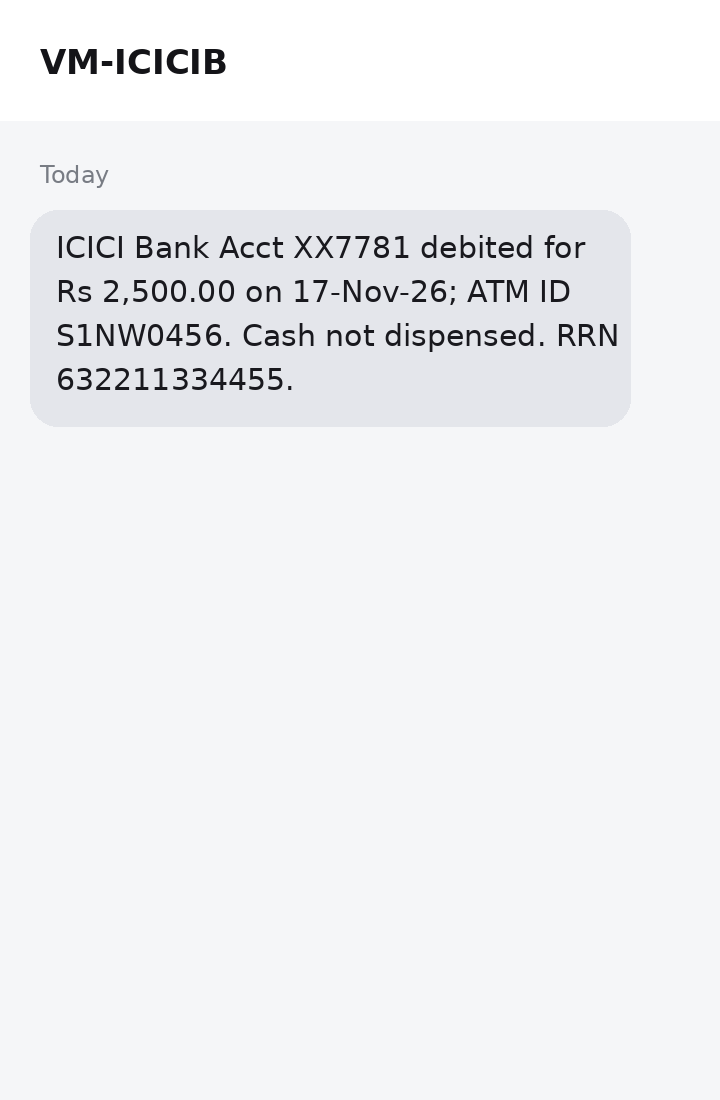 VM-ICICIB
Today
ICICI Bank Acct XX7781 debited for
Rs 2,500.00 on 17-Nov-26; ATM ID
S1NW0456. Cash not dispensed. RRN
632211334455.